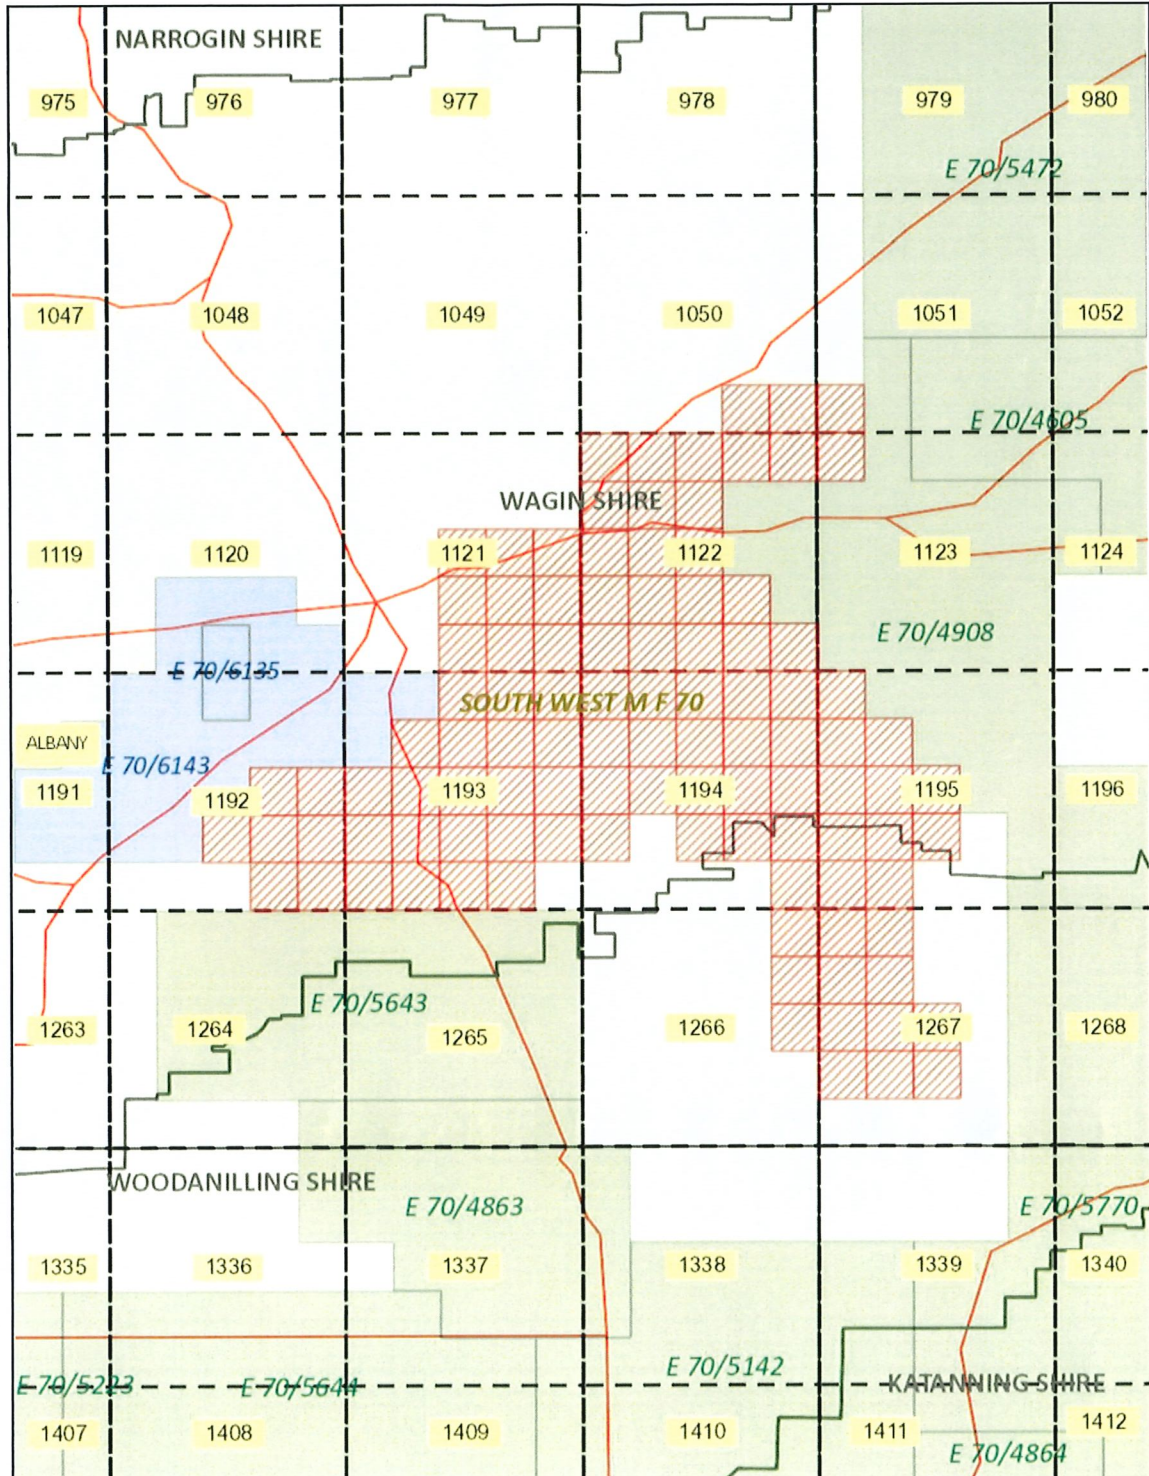 NARROGIN SHIRE
975
976
977
978
979
980
E 70/5472
1047
1048
1049
1050
1051
1052
E 70/4605
WAGIN SHIRE
1119
1120
1121
1122
1123
1124
E 70/4908
E 70/6135
SOUTH WEST M F 70
ALBANY
E 70/6143
1191
1192
1193
1194
1195
1196
E 70/5643
1263
1264
1265
1266
1267
1268
WOODANILLING SHIRE
E 70/4863
E 70/5770
1335
1336
1337
1338
1339
1340
E 70/5223
E 70/5644
E 70/5142
KATANNING SHIRE
1407
1408
1409
1410
1411
1412
E 70/4864